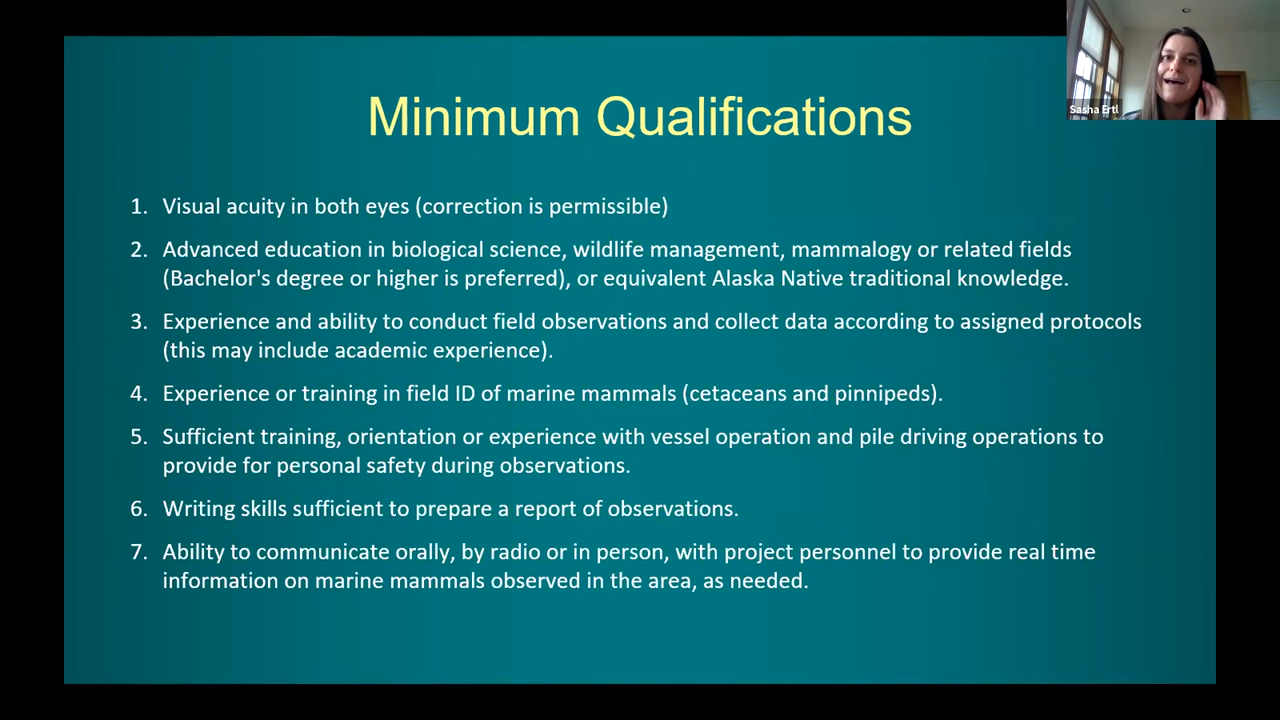 Minimum Qualifications
Sasha Ertl
1. Visual acuity in both eyes (correction is permissible)
2. Advanced education in biological science, wildlife management, mammalogy or related fields
(Bachelor's degree or higher is preferred), or equivalent Alaska Native traditional knowledge.
3. Experience and ability to conduct field observations and collect data according to assigned protocols
(this may include academic experience).
4. Experience or training in field ID of marine mammals (cetaceans and pinnipeds).
5. Sufficient training, orientation or experience with vessel operation and pile driving operations to
provide for personal safety during observations.
6. Writing skills sufficient to prepare a report of observations.
7. Ability to communicate orally, by radio or in person, with project personnel to provide real time
information on marine mammals observed in the area, as needed.